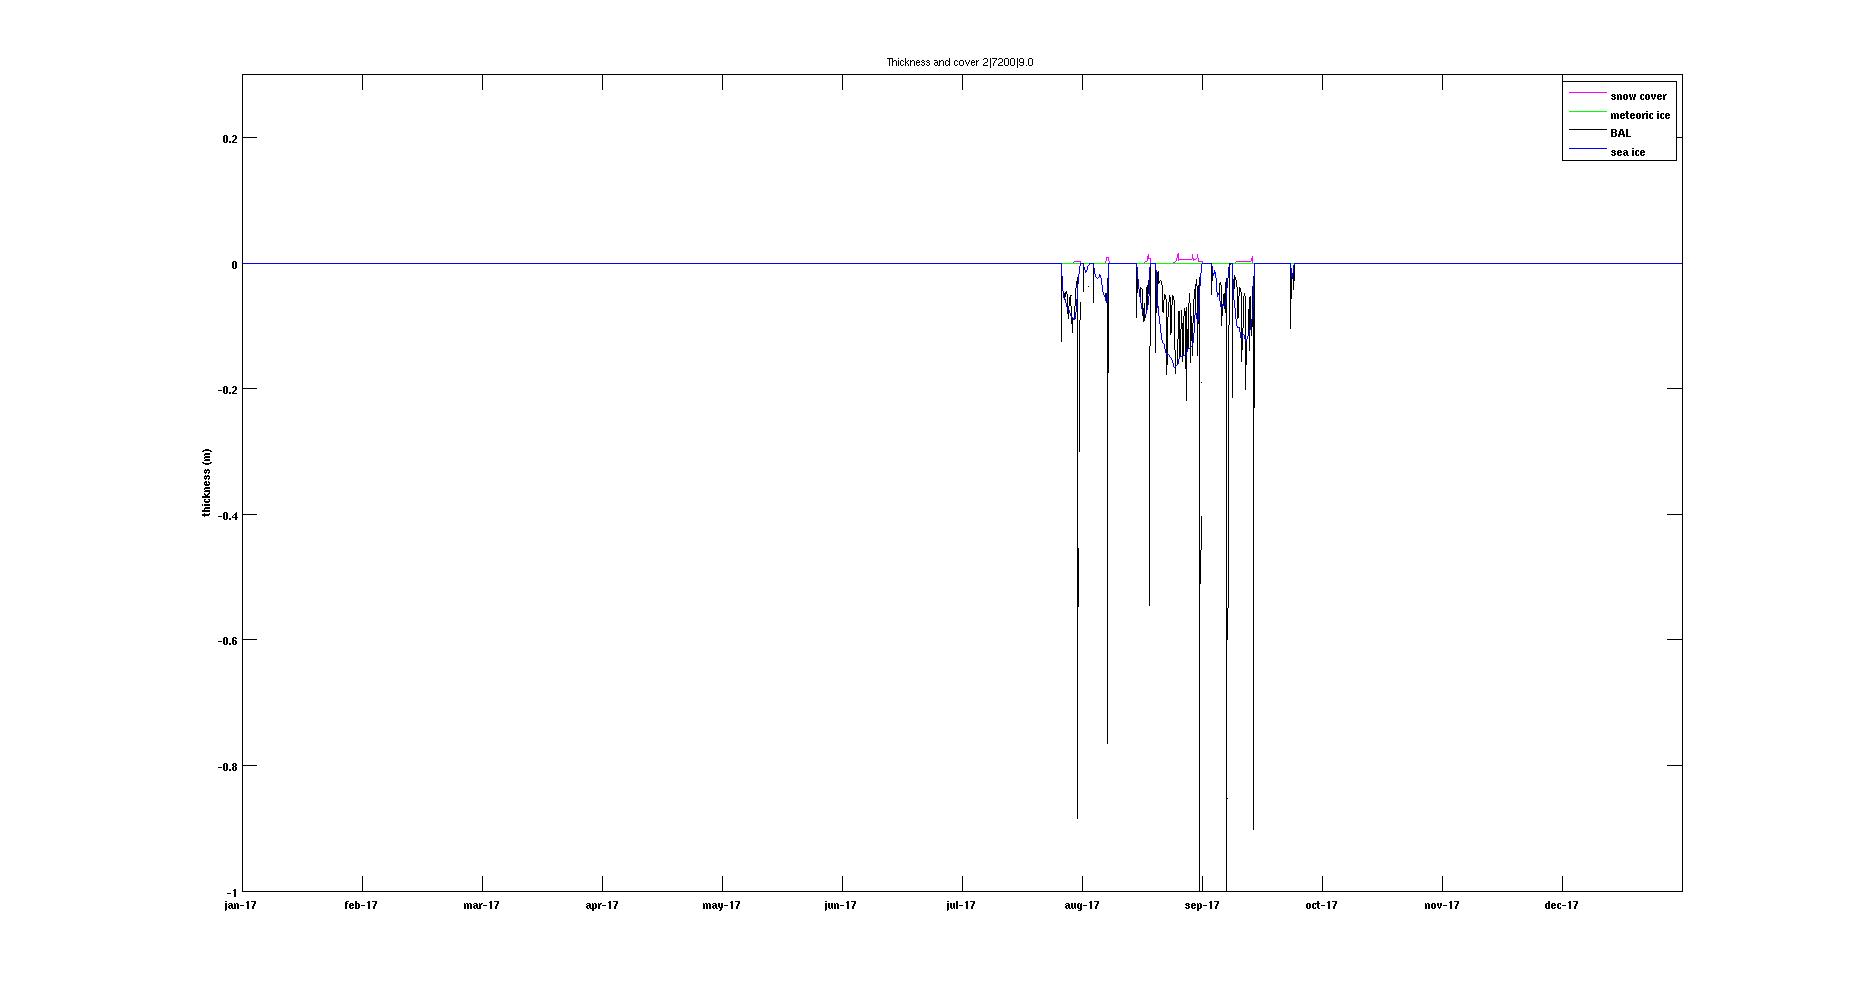 Thickness and cover 2|7200|9.0
snow cover
meteoric ice
BAL
sea ice
thickness (m)
0.2
0
-0.2
-0.4
-0.6
-0.8
-1
jan-17 feb-17 mar-17 apr-17 may-17 jun-17 jul-17 aug-17 sep-17 oct-17 nov-17 dec-17